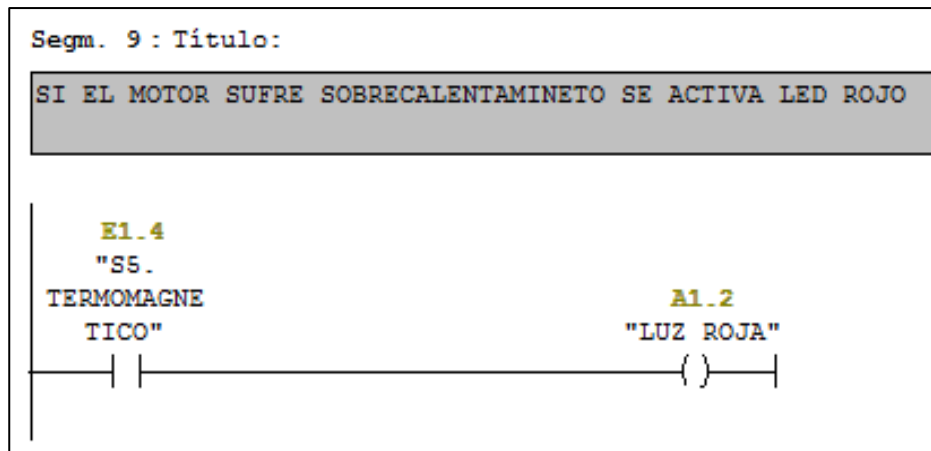 Segm. 9 : Título:
SI EL MOTOR SUFRE SOBRECALENTAMINETO SE ACTIVA LED ROJO
E1.4
"S5.
TERMOMAGNE
TICO"
A1.2
"LUZ ROJA"